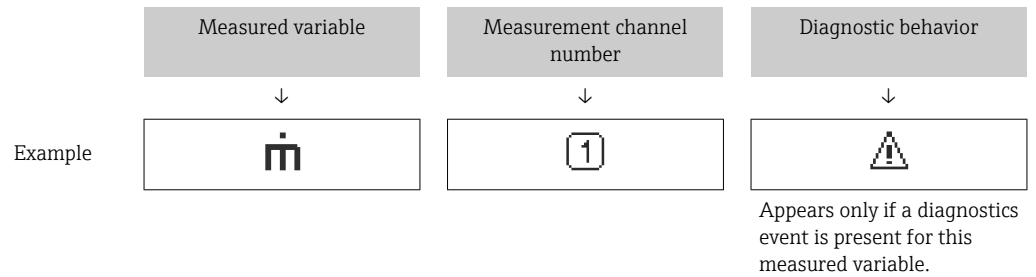 Measured variable
Measurement channel
number
Diagnostic behavior
↓ ↓ ↓
Example
ṁ
1
Appears only if a diagnostics
event is present for this
measured variable.